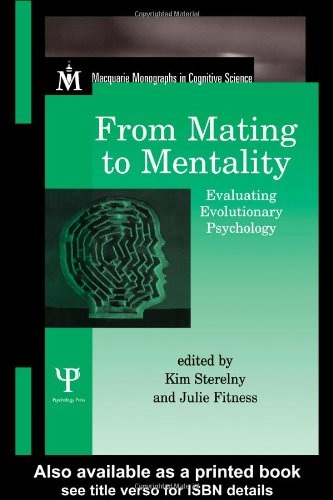 M
Macquarie Monographs in Cognitive Science
From Mating
to Mentality
Evaluating
Evolutionary
Psychology
edited by
Kim Sterelny
and Julie Fitness
Ψ
Psychology Press
Also available as a printed book
see title verso for ISBN details